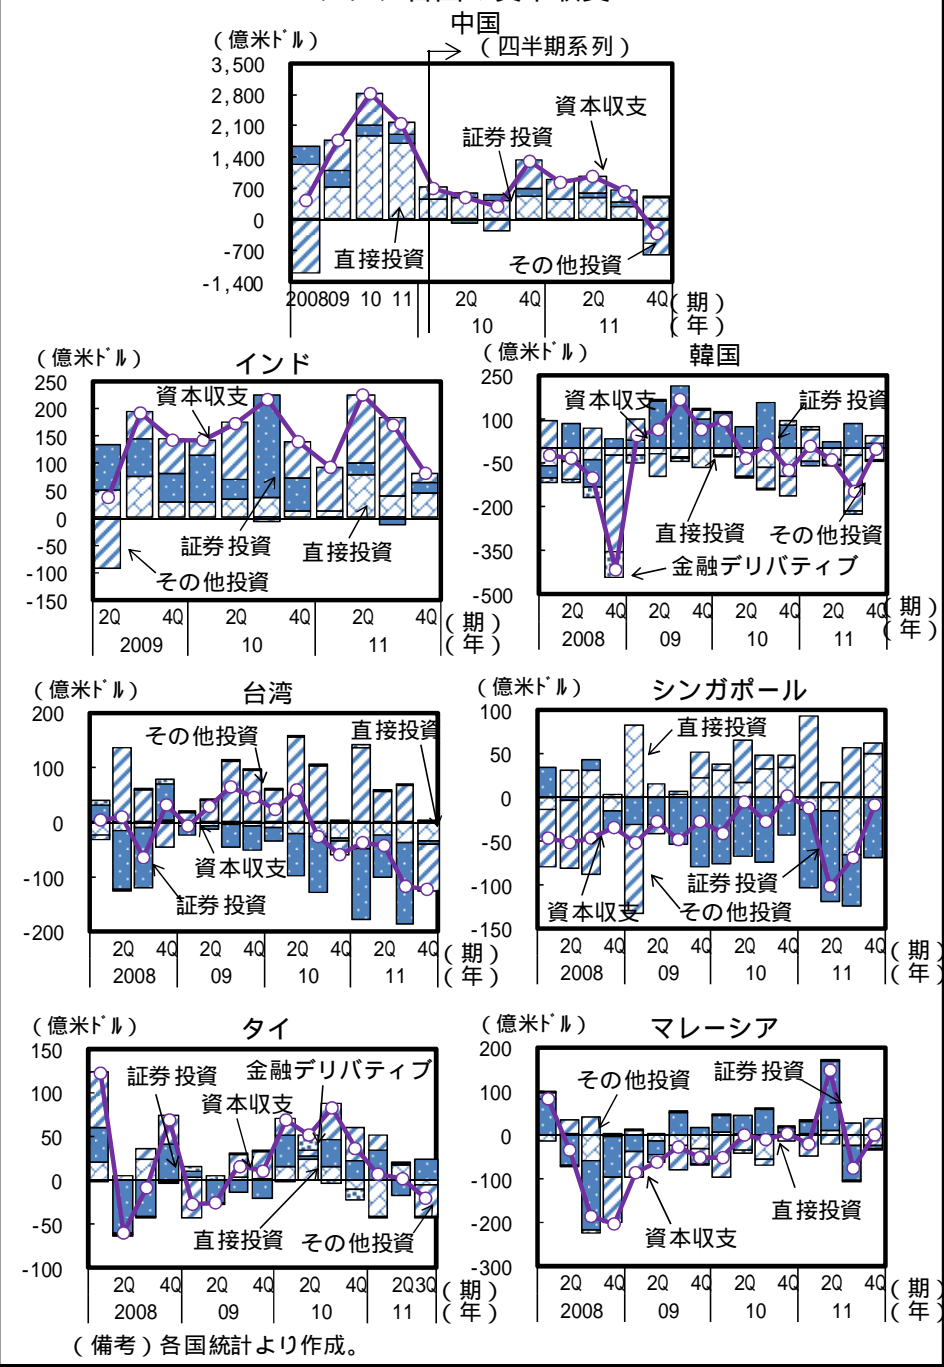 中国
(億米ドル)
(四半期系列)
3,500
2,800
2,100
1,400
700
0
-700
-1,400
資本収支
証券投資
直接投資
その他投資
2008 09 10 11 2Q 4Q 2Q 4Q (期)
10 11 (年)
インド
(億米ドル)
250
200
150
100
50
0
-50
-100
-150
資本収支
証券投資
直接投資
その他投資
2Q 4Q 2Q 4Q 2Q 4Q (期)
2009 10 11 (年)
韓国
(億米ドル)
250
100
-50
-200
-350
-500
資本収支
証券投資
直接投資
その他投資
金融デリバティブ
2Q 4Q 2Q 4Q 2Q 4Q 2Q 4Q (期)
2008 09 10 11 (年)
台湾
(億米ドル)
200
100
0
-100
-200
その他投資
直接投資
資本収支
証券投資
2Q 4Q 2Q 4Q 2Q 4Q 2Q 4Q (期)
2008 09 10 11 (年)
シンガポール
(億米ドル)
100
50
0
-50
-100
-150
直接投資
証券投資
資本収支
その他投資
2Q 4Q 2Q 4Q 2Q 4Q 2Q 4Q (期)
2008 09 10 11 (年)
タイ
(億米ドル)
150
100
50
0
-50
-100
証券投資
金融デリバティブ
資本収支
直接投資
その他投資
2Q 4Q 2Q 4Q 2Q 4Q 2Q 3Q (期)
2008 09 10 11 (年)
マレーシア
(億米ドル)
200
100
0
-100
-200
-300
その他投資
証券投資
直接投資
資本収支
2Q 4Q 2Q 4Q 2Q 4Q 2Q 4Q (期)
2008 09 10 11 (年)
(備考)各国統計より作成。